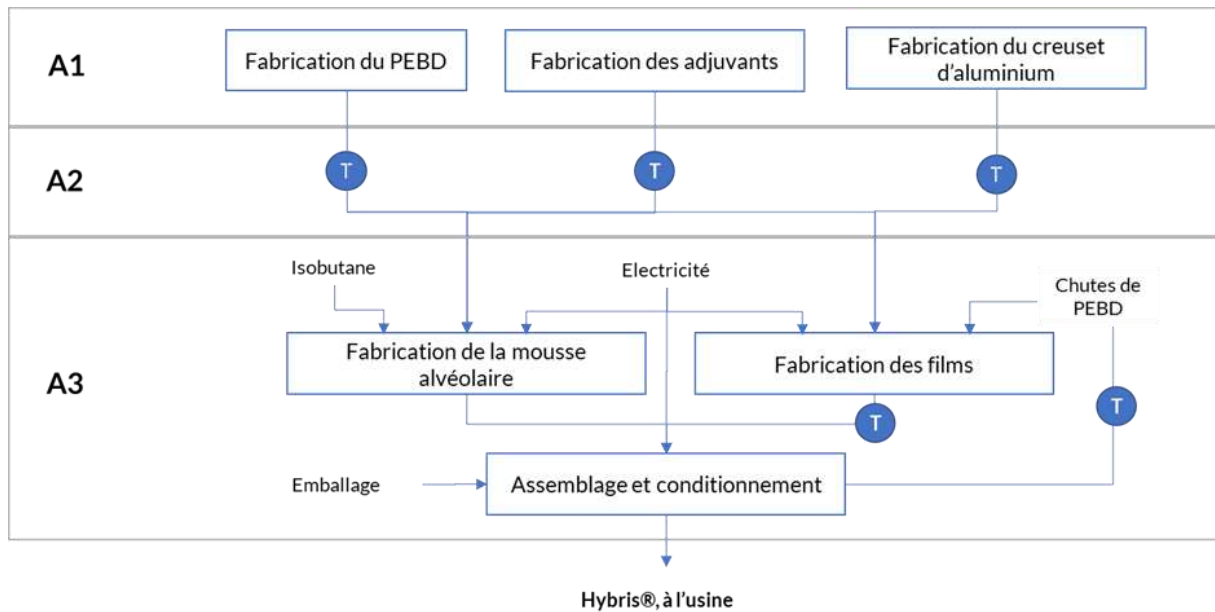 A1
Fabrication du PEBD
Fabrication des adjuvants
Fabrication du creuset
d'aluminium
A2
T
T
T
A3
Isobutane
Electricité
Chutes de
PEBD
Fabrication de la mousse
alvéolaire
Fabrication des films
T
T
Emballage
Assemblage et conditionnement
Hybris®, à l'usine